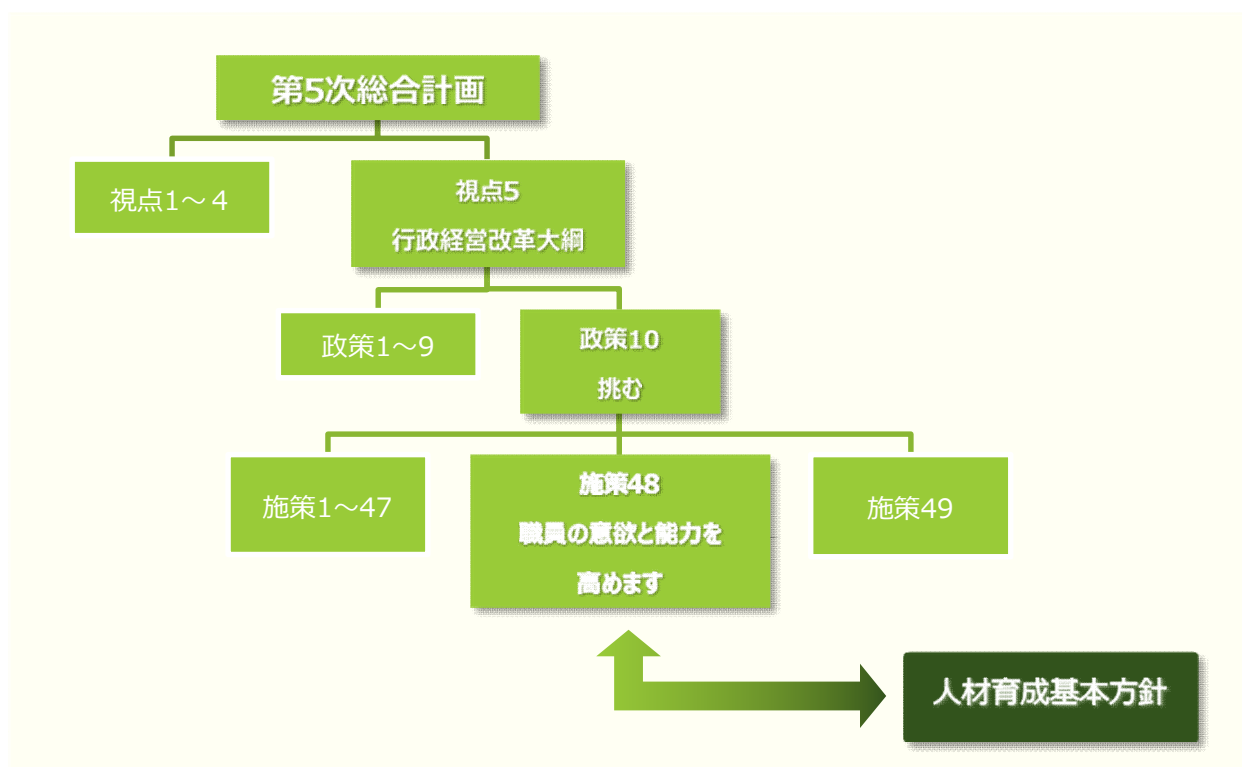 第5次総合計画
視点1～４
視点5
行政経営改革大綱
政策1～9
政策10
挑む
施策1～47
施策48
職員の意欲と能力を
高めます
施策49
人材育成基本方針